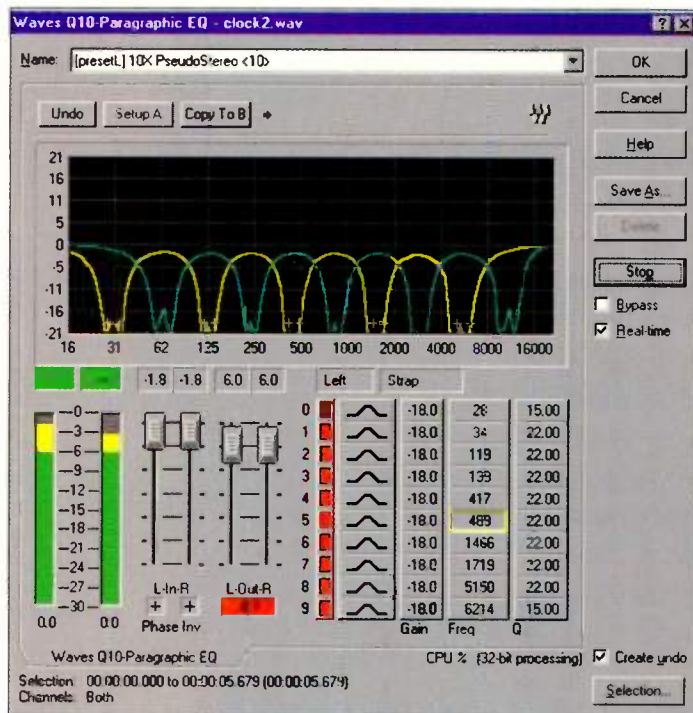 Waves Q10-Paragraphic EQ - clock2.wav
Name: [presetL] 10X PseudoStereo <10>
OK
Cancel
Help
Save As...
Delete
Stop
Bypass
Real-time
Undo
Setup A
Copy To B
21
16
11
5
0
-5
-11
-16
-21
16 31 62 125 250 500 1000 2000 4000 8000 16000
-1.8 -1.8 6.0 6.0 Left Strap
0 -18.0 28 15.00
1 -18.0 34 22.00
2 -18.0 119 22.00
3 -18.0 139 22.00
4 -18.0 417 22.00
5 -18.0 489 22.00
6 -18.0 1466 22.00
7 -18.0 1719 22.00
8 -18.0 5150 22.00
9 -18.0 6214 15.00
Gain Freq Q
0
3
6
9
12
15
18
21
24
27
30
0.0 0.0
L-In-R
+ +
Phase Inv
L-Out-R
Waves Q10-Paragraphic EQ
CPU % (32-bit processing)
Create undo
Selection: 00:00:00.000 to 00:00:05.679 (00:00:05.679)
Channels: Both
Selection...